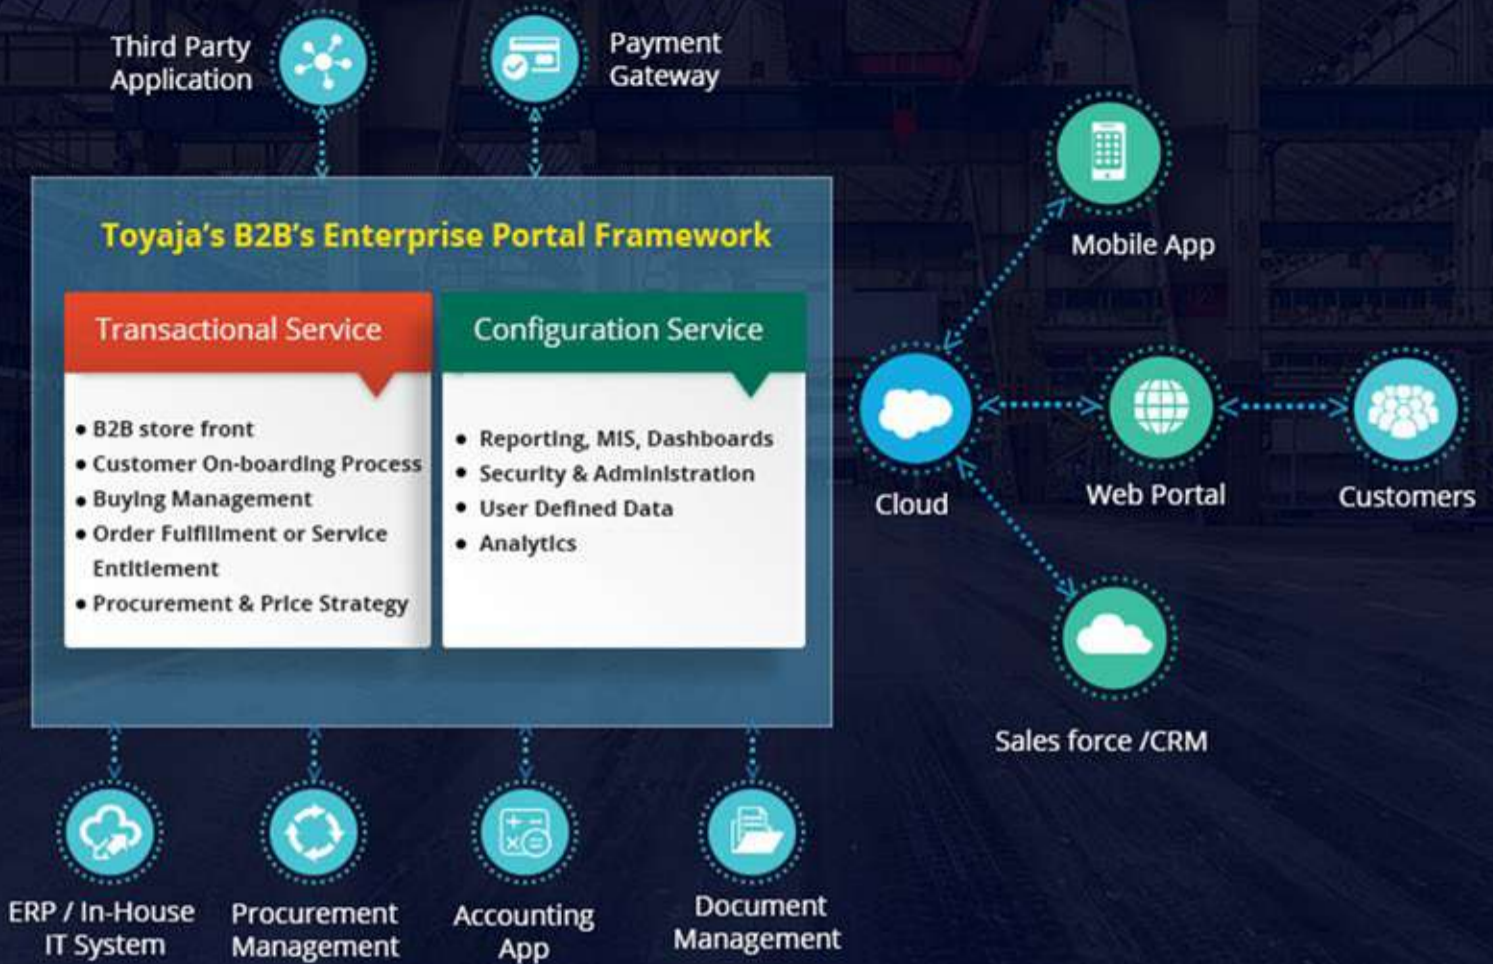 Third Party
Application
Payment
Gateway
Toyaja's B2B's Enterprise Portal Framework
Transactional Service
• B2B store front
• Customer On-boarding Process
• Buying Management
• Order Fulfillment or Service
Entitlement
• Procurement & Price Strategy
Configuration Service
• Reporting, MIS, Dashboards
• Security & Administration
• User Defined Data
• Analytics
Mobile App
Cloud
Web Portal
Customers
Sales force /CRM
ERP / In-House
IT System
Procurement
Management
Accounting
App
Document
Management